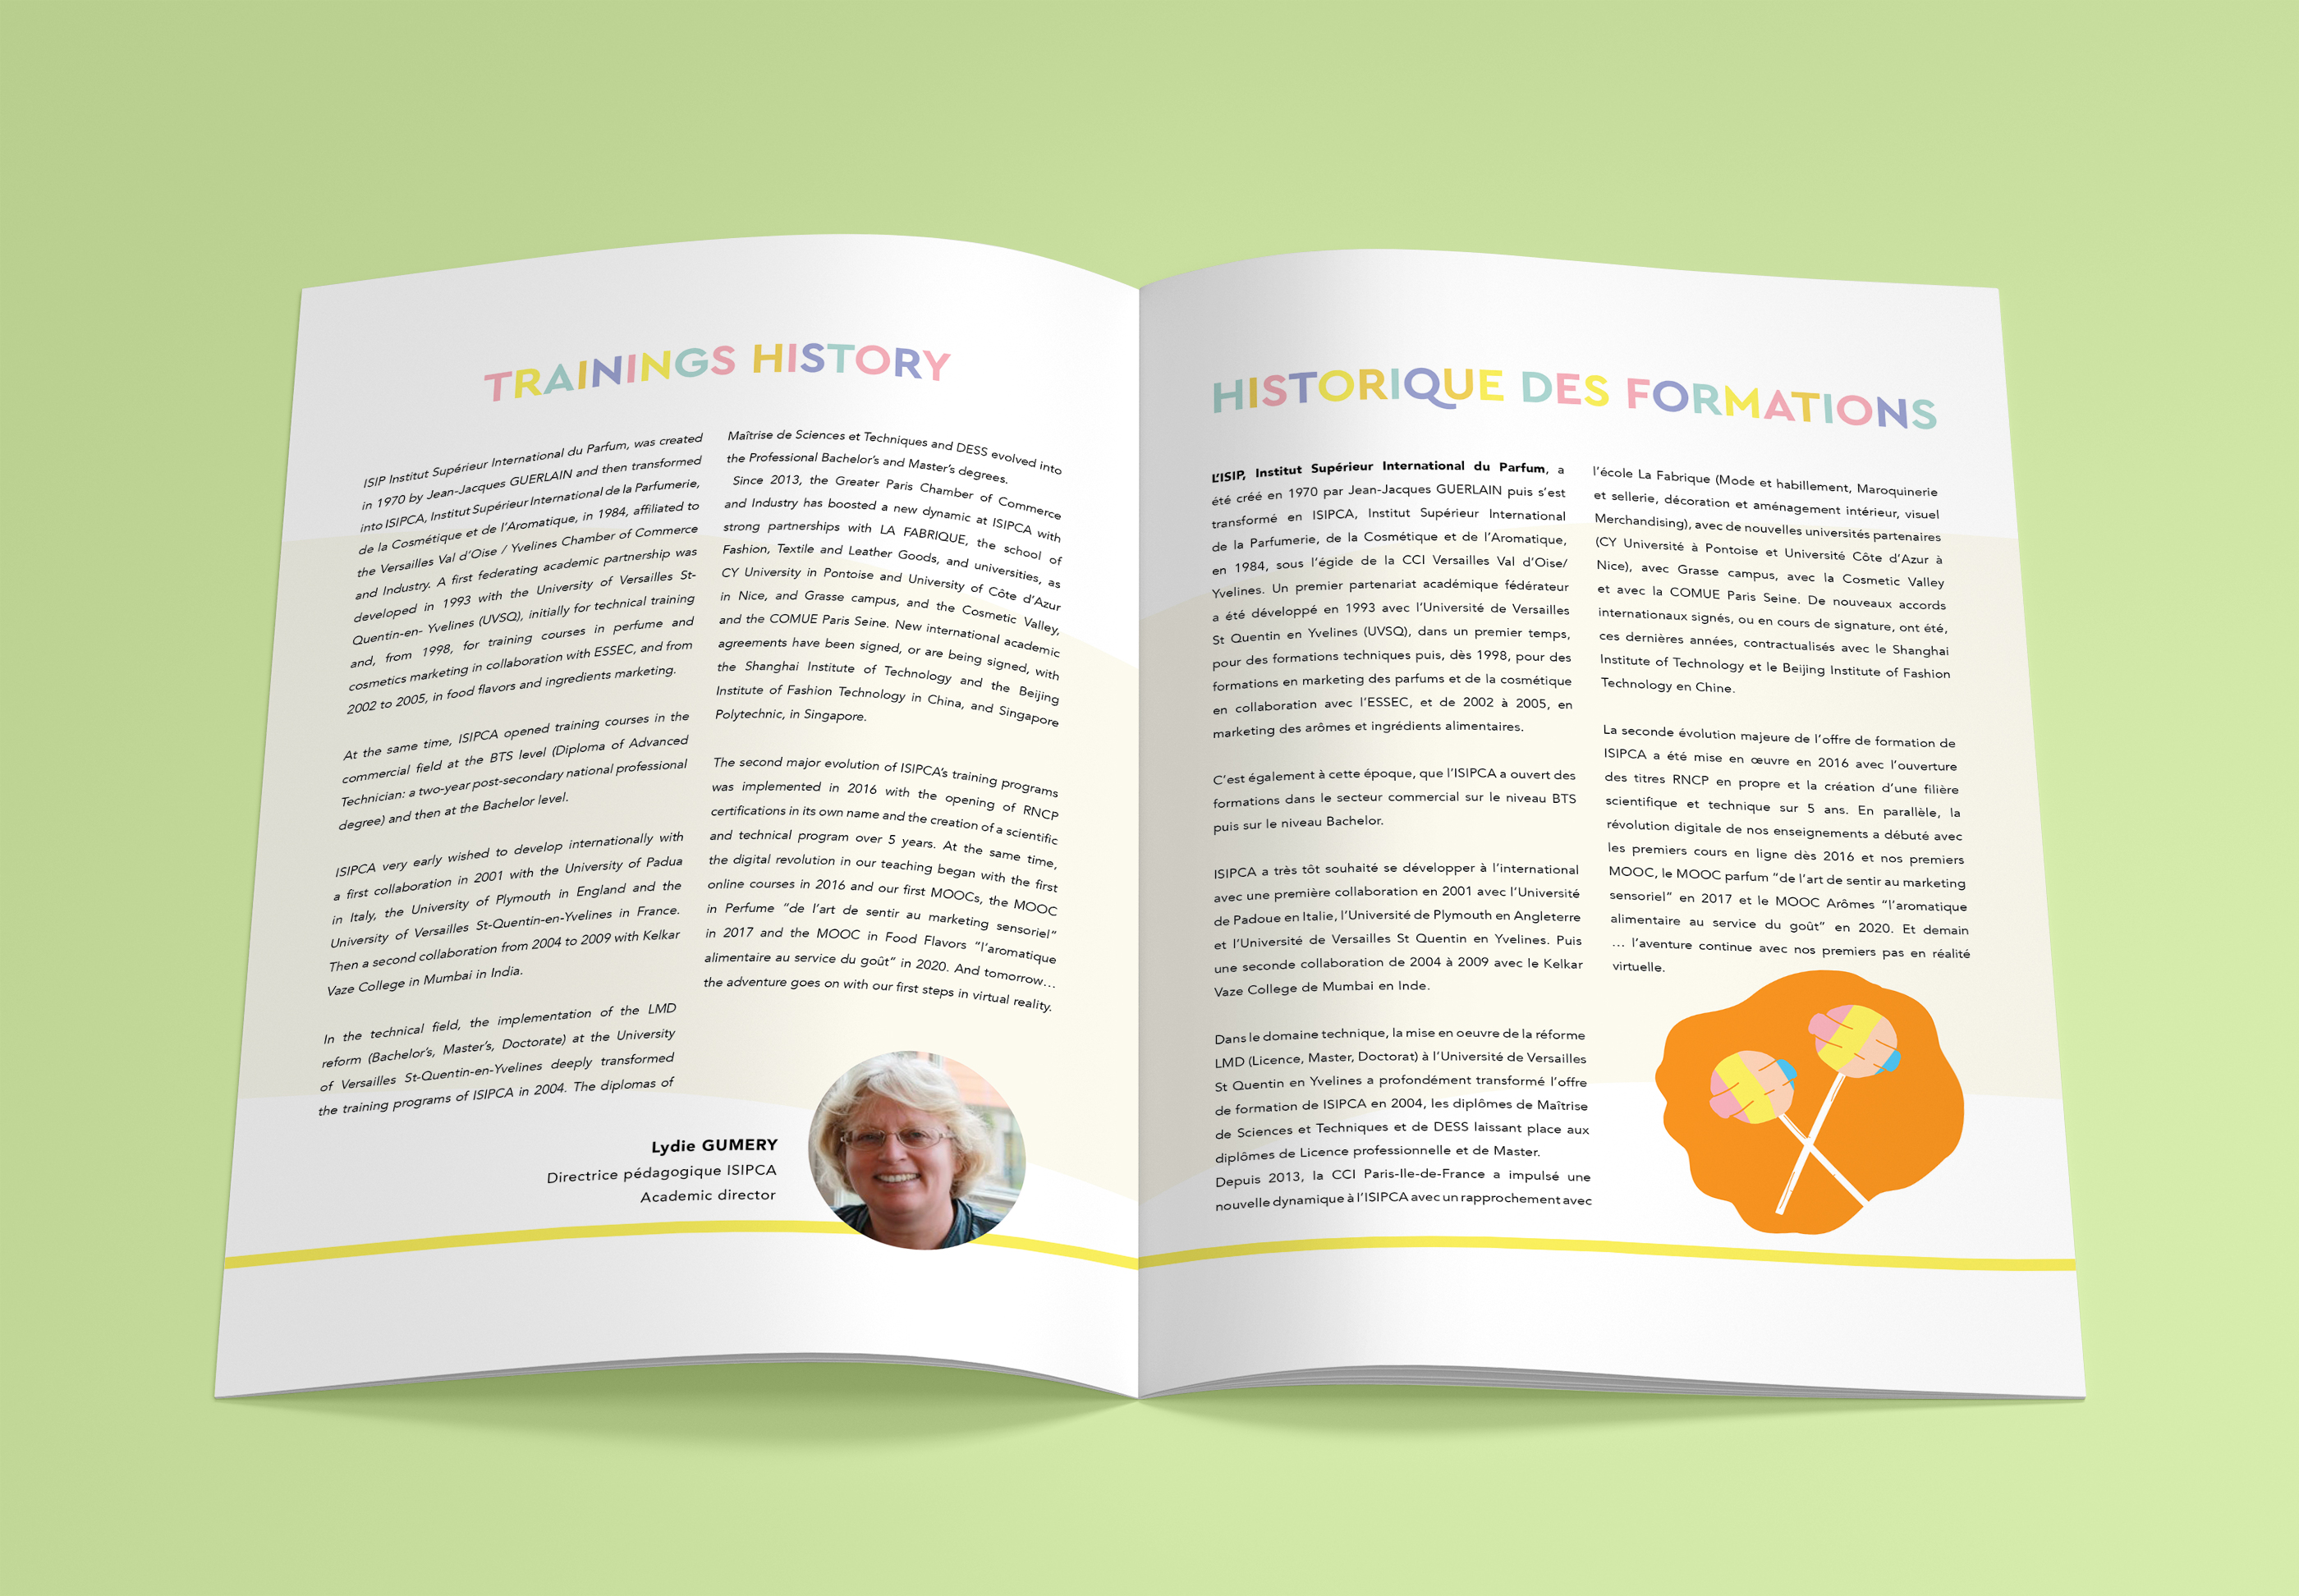 TRAININGS HISTORY
ISIP Institut Supérieur International du Parfum, was created
in 1970 by Jean-Jacques GUERLAIN and then transformed
into ISIPCA, Institut Supérieur International de la Parfumerie,
de la Cosmétique et de l'Aromatique, in 1984, affiliated to
the Versailles Val d'Oise / Yvelines Chamber of Commerce
and Industry. A first federating academic partnership was
developed in 1993 with the University of Versailles St-
Quentin-en- Yvelines (UVSQ), initially for technical training
and, from 1998, for training courses in perfume and
cosmetics marketing in collaboration with ESSEC, and from
2002 to 2005, in food flavors and ingredients marketing.
At the same time, ISIPCA opened training courses in the
commercial field at the BTS level (Diploma of Advanced
Technician: a two-year post-secondary national professional
degree) and then at the Bachelor level.
ISIPCA very early wished to develop internationally with
a first collaboration in 2001 with the University of Padua
in Italy, the University of Plymouth in England and the
University of Versailles St-Quentin-en-Yvelines in France.
Then a second collaboration from 2004 to 2009 with Kelkar
Vaze College in Mumbai in India.
In the technical field, the implementation of the LMD
reform (Bachelor's, Master's, Doctorate) at the University
of Versailles St-Quentin-en-Yvelines deeply transformed
the training programs of ISIPCA in 2004. The diplomas of
Maîtrise de Sciences et Techniques and DESS evolved into
the Professional Bachelor's and Master's degrees.
Since 2013, the Greater Paris Chamber of Commerce
and Industry has boosted a new dynamic at ISIPCA with
strong partnerships with LA FABRIQUE, the school of
Fashion, Textile and Leather Goods, and universities, as
CY University in Pontoise and University of Côte d'Azur
in Nice, and Grasse campus, and the Cosmetic Valley,
and the COMUE Paris Seine. New international academic
agreements have been signed, or are being signed, with
the Shanghai Institute of Technology and the Beijing
Institute of Fashion Technology in China, and Singapore
Polytechnic, in Singapore.
The second major evolution of ISIPCA's training programs
was implemented in 2016 with the opening of RNCP
certifications in its own name and the creation of a scientific
and technical program over 5 years. At the same time,
the digital revolution in our teaching began with the first
online courses in 2016 and our first MOOCs, the MOOC
in Perfume "de l'art de sentir au marketing sensoriel"
in 2017 and the MOOC in Food Flavors "l'aromatique
alimentaire au service du goût" in 2020. And tomorrow...
the adventure goes on with our first steps in virtual reality.
Lydie GUMERY
Directrice pédagogique ISIPCA
Academic director
HISTORIQUE DES FORMATIONS
L'ISIP, Institut Supérieur International du Parfum, a
été créé en 1970 par Jean-Jacques GUERLAIN puis s'est
transformé en ISIPCA, Institut Supérieur International
de la Parfumerie, de la Cosmétique et de l'Aromatique,
en 1984, sous l'égide de la CCI Versailles Val d'Oise/
Yvelines. Un premier partenariat académique fédérateur
a été développé en 1993 avec l'Université de Versailles
St Quentin en Yvelines (UVSQ), dans un premier temps,
pour des formations techniques puis, dès 1998, pour des
formations en marketing des parfums et de la cosmétique
en collaboration avec l'ESSEC, et de 2002 à 2005, en
marketing des arômes et ingrédients alimentaires.
C'est également à cette époque, que l'ISIPCA a ouvert des
formations dans le secteur commercial sur le niveau BTS
puis sur le niveau Bachelor.
ISIPCA a très tôt souhaité se développer à l'international
avec une première collaboration en 2001 avec l'Université
de Padoue en Italie, l'Université de Plymouth en Angleterre
et l'Université de Versailles St Quentin en Yvelines. Puis
une seconde collaboration de 2004 à 2009 avec le Kelkar
Vaze College de Mumbai en Inde.
Dans le domaine technique, la mise en oeuvre de la réforme
LMD (Licence, Master, Doctorat) à l'Université de Versailles
St Quentin en Yvelines a profondément transformé l'offre
de formation de ISIPCA en 2004, les diplômes de Maîtrise
de Sciences et Techniques et de DESS laissant place aux
diplômes de Licence professionnelle et de Master.
Depuis 2013, la CCI Paris-Ile-de-France a impulsé une
nouvelle dynamique à l'ISIPCA avec un rapprochement avec
l'école La Fabrique (Mode et habillement, Maroquinerie
et sellerie, décoration et aménagement intérieur, visuel
Merchandising), avec de nouvelles universités partenaires
(CY Université à Pontoise et Université Côte d'Azur à
Nice), avec Grasse campus, avec la Cosmetic Valley
et avec la COMUE Paris Seine. De nouveaux accords
internationaux signés, ou en cours de signature, ont été,
ces dernières années, contractualisés avec le Shanghai
Institute of Technology et le Beijing Institute of Fashion
Technology en Chine.
La seconde évolution majeure de l'offre de formation de
ISIPCA a été mise en œuvre en 2016 avec l'ouverture
des titres RNCP en propre et la création d'une filière
scientifique et technique sur 5 ans. En parallèle, la
révolution digitale de nos enseignements a débuté avec
les premiers cours en ligne dès 2016 et nos premiers
MOOC, le MOOC parfum "de l'art de sentir au marketing
sensoriel" en 2017 et le MOOC Arômes "l'aromatique
alimentaire au service du goût" en 2020. Et demain
... l'aventure continue avec nos premiers pas en réalité
virtuelle.